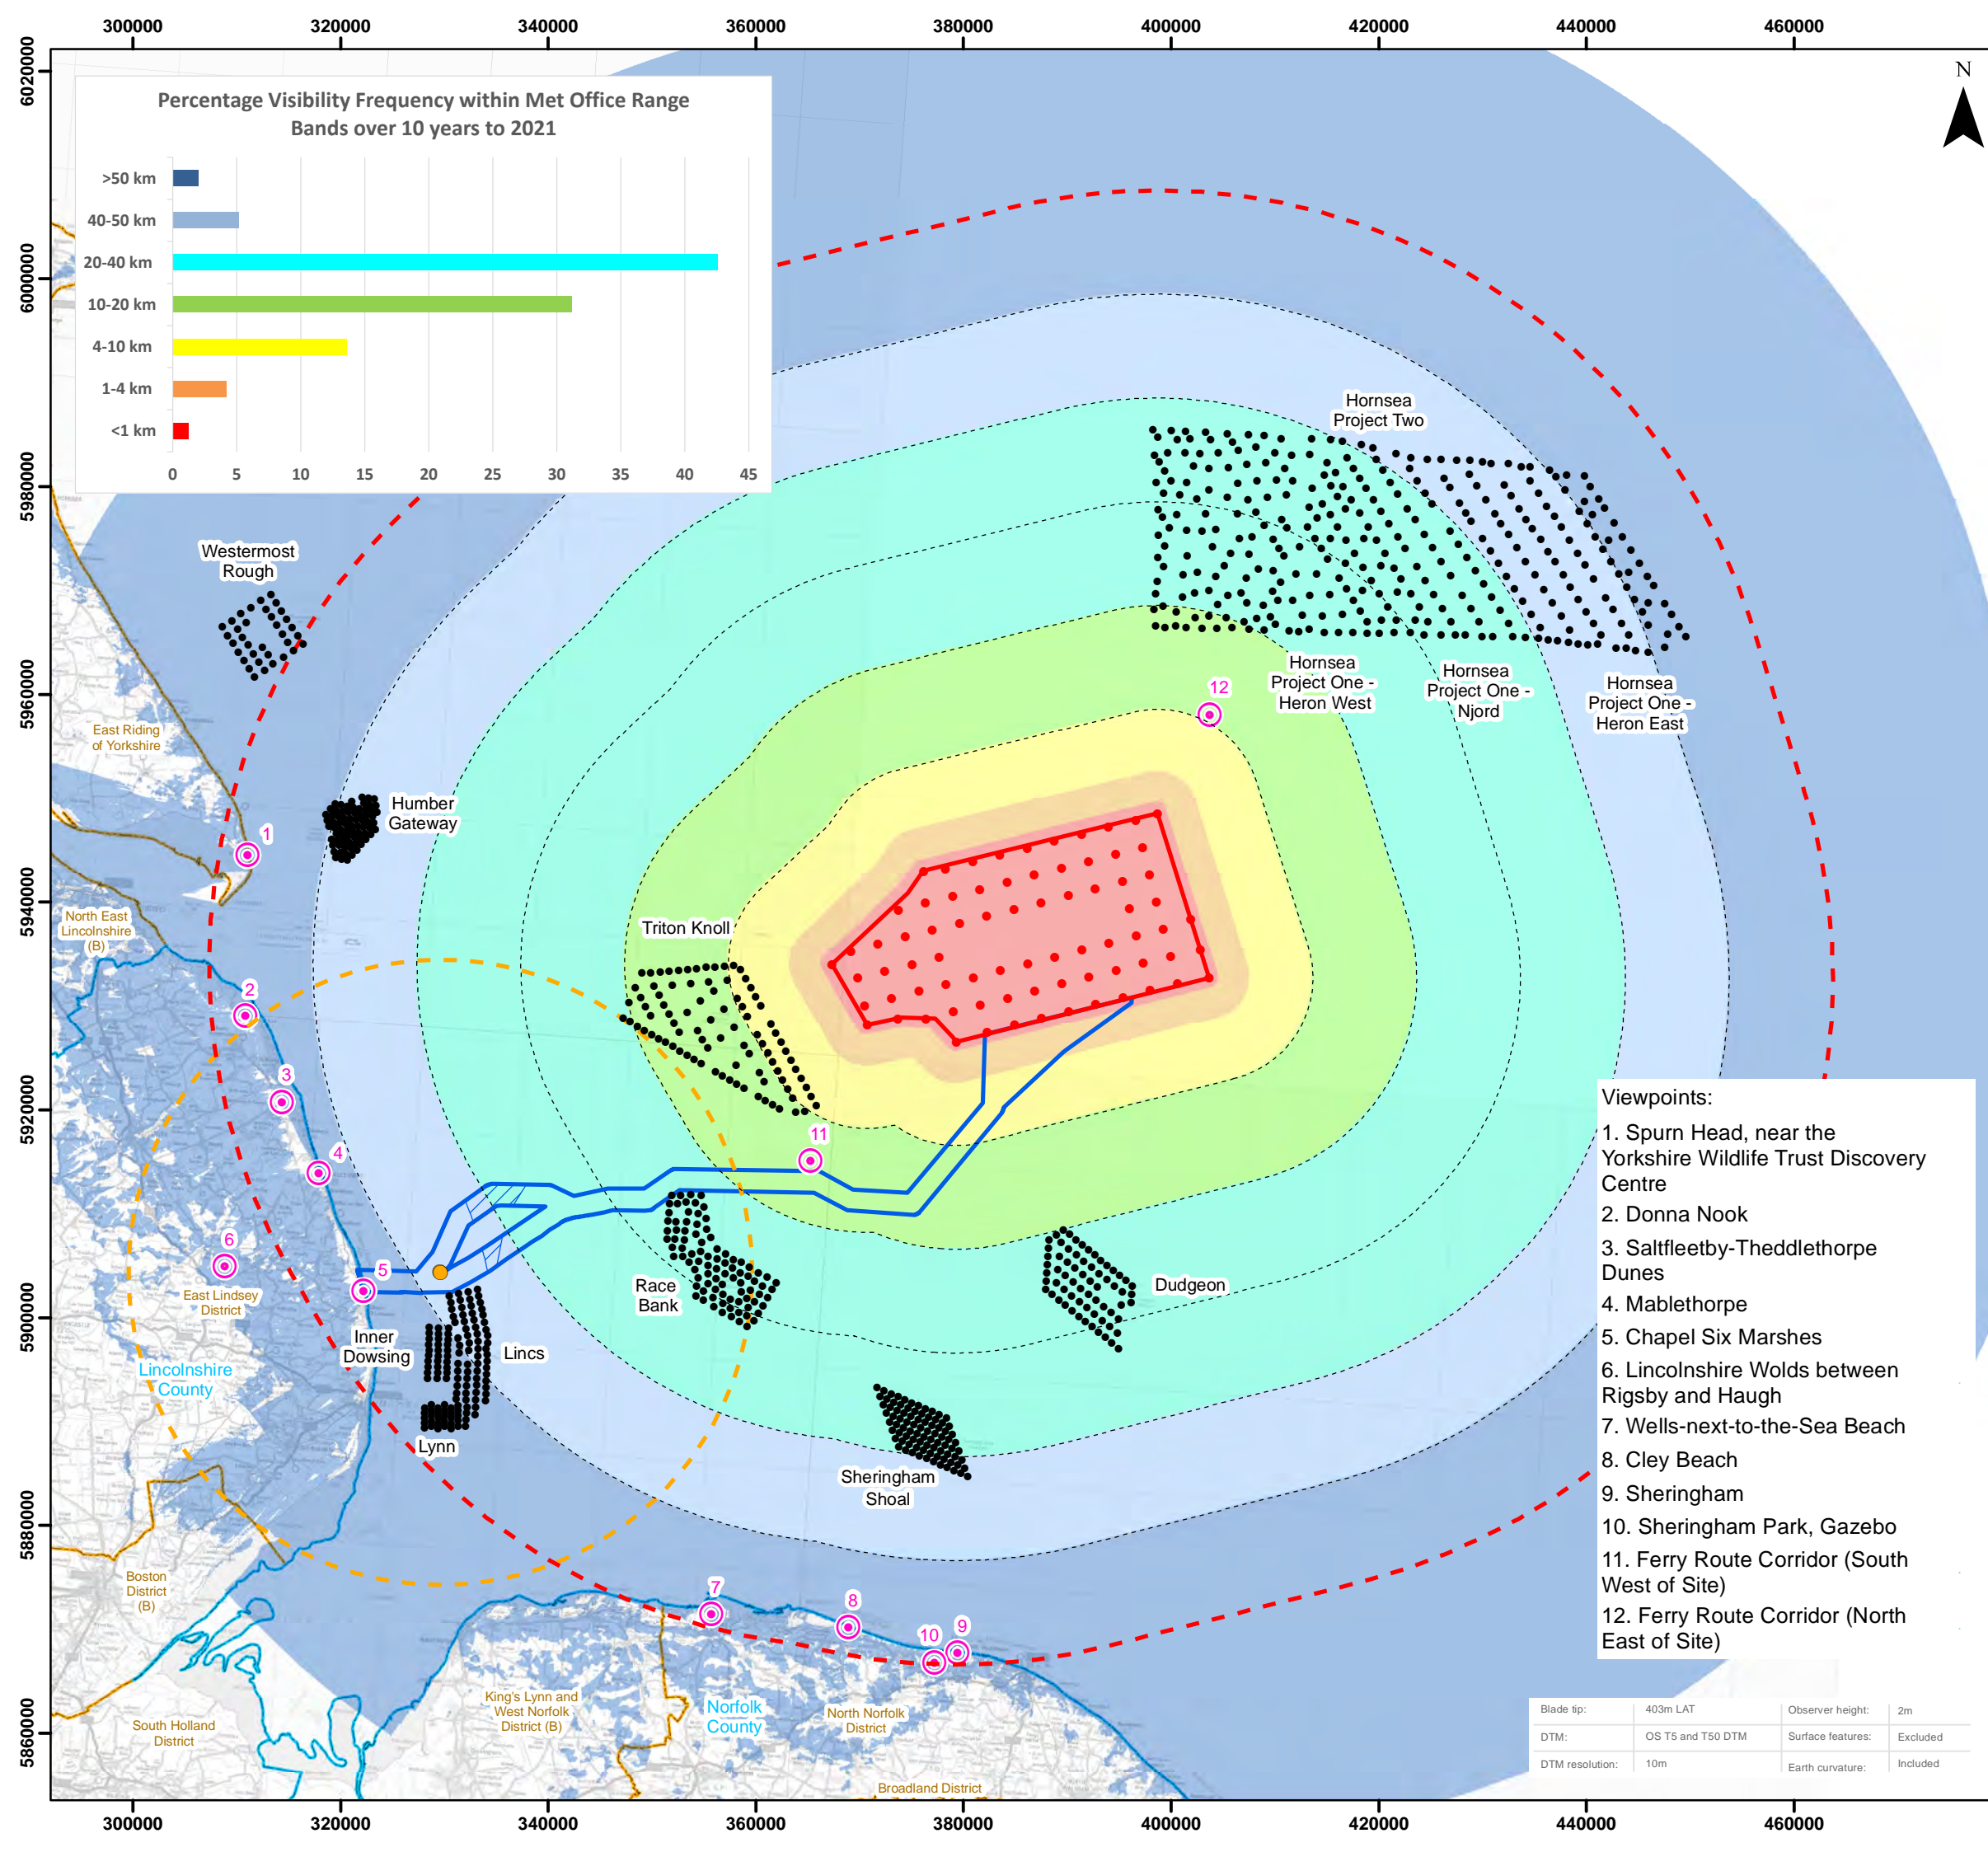 300000 320000 340000 360000 380000 400000 420000 440000 460000
6020000
6000000
5980000
5960000
5940000
5920000
5900000
5880000
5860000
N
Percentage Visibility Frequency within Met Office Range
Bands over 10 years to 2021
>50 km
40-50 km
20-40 km
10-20 km
4-10 km
1-4 km
<1 km
0 5 10 15 20 25 30 35 40 45
Hornsea
Project Two
Westermost
Rough
Hornsea
Project One -
Heron West
Hornsea
Project One -
Njord
Hornsea
Project One -
Heron East
12
East Riding
of Yorkshire
Humber
Gateway
1
North East
Lincolnshire
(B)
Triton Knoll
2
3
4
11
6
5
East Lindsey
District
Race
Bank
Dudgeon
Inner
Dowsing
Lincs
Lincolnshire
County
Lynn
Sheringham
Shoal
Boston
District
(B)
7
8
9
10
South Holland
District
King's Lynn and
West Norfolk
District (B)
Norfolk
County
North Norfolk
District
Broadland District
Viewpoints:
1. Spurn Head, near the
Yorkshire Wildlife Trust Discovery
Centre
2. Donna Nook
3. Saltfleetby-Theddlethorpe
Dunes
4. Mablethorpe
5. Chapel Six Marshes
6. Lincolnshire Wolds between
Rigsby and Haugh
7. Wells-next-to-the-Sea Beach
8. Cley Beach
9. Sheringham
10. Sheringham Park, Gazebo
11. Ferry Route Corridor (South
West of Site)
12. Ferry Route Corridor (North
East of Site)
Blade tip: 403m LAT Observer height: 2m
DTM: OS T5 and T50 DTM Surface features: Excluded
DTM resolution: 10m Earth curvature: Included
300000 320000 340000 360000 380000 400000 420000 440000 460000